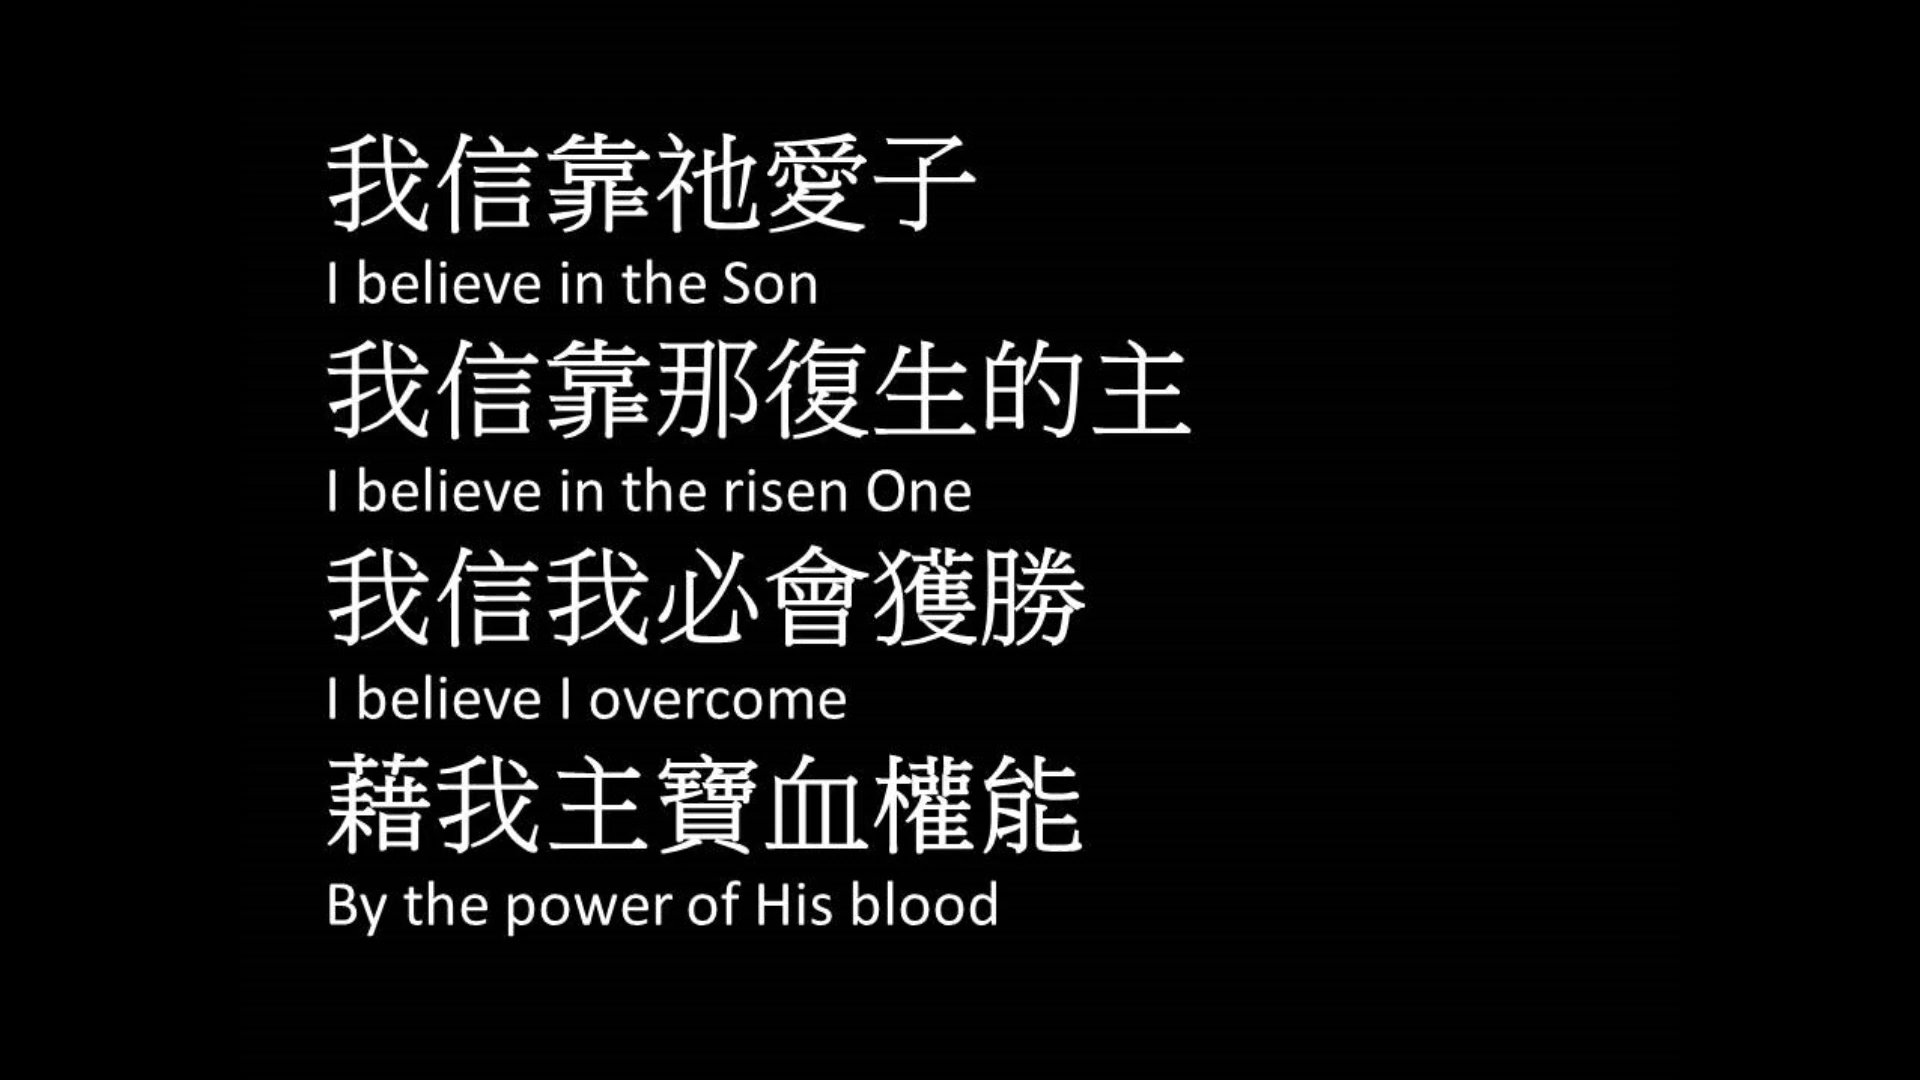 我信靠祂愛子
I believe in the Son
我信靠那復生的主
I believe in the risen One
我信我必會獲勝
I believe I overcome
藉我主寶血權能
By the power of His blood